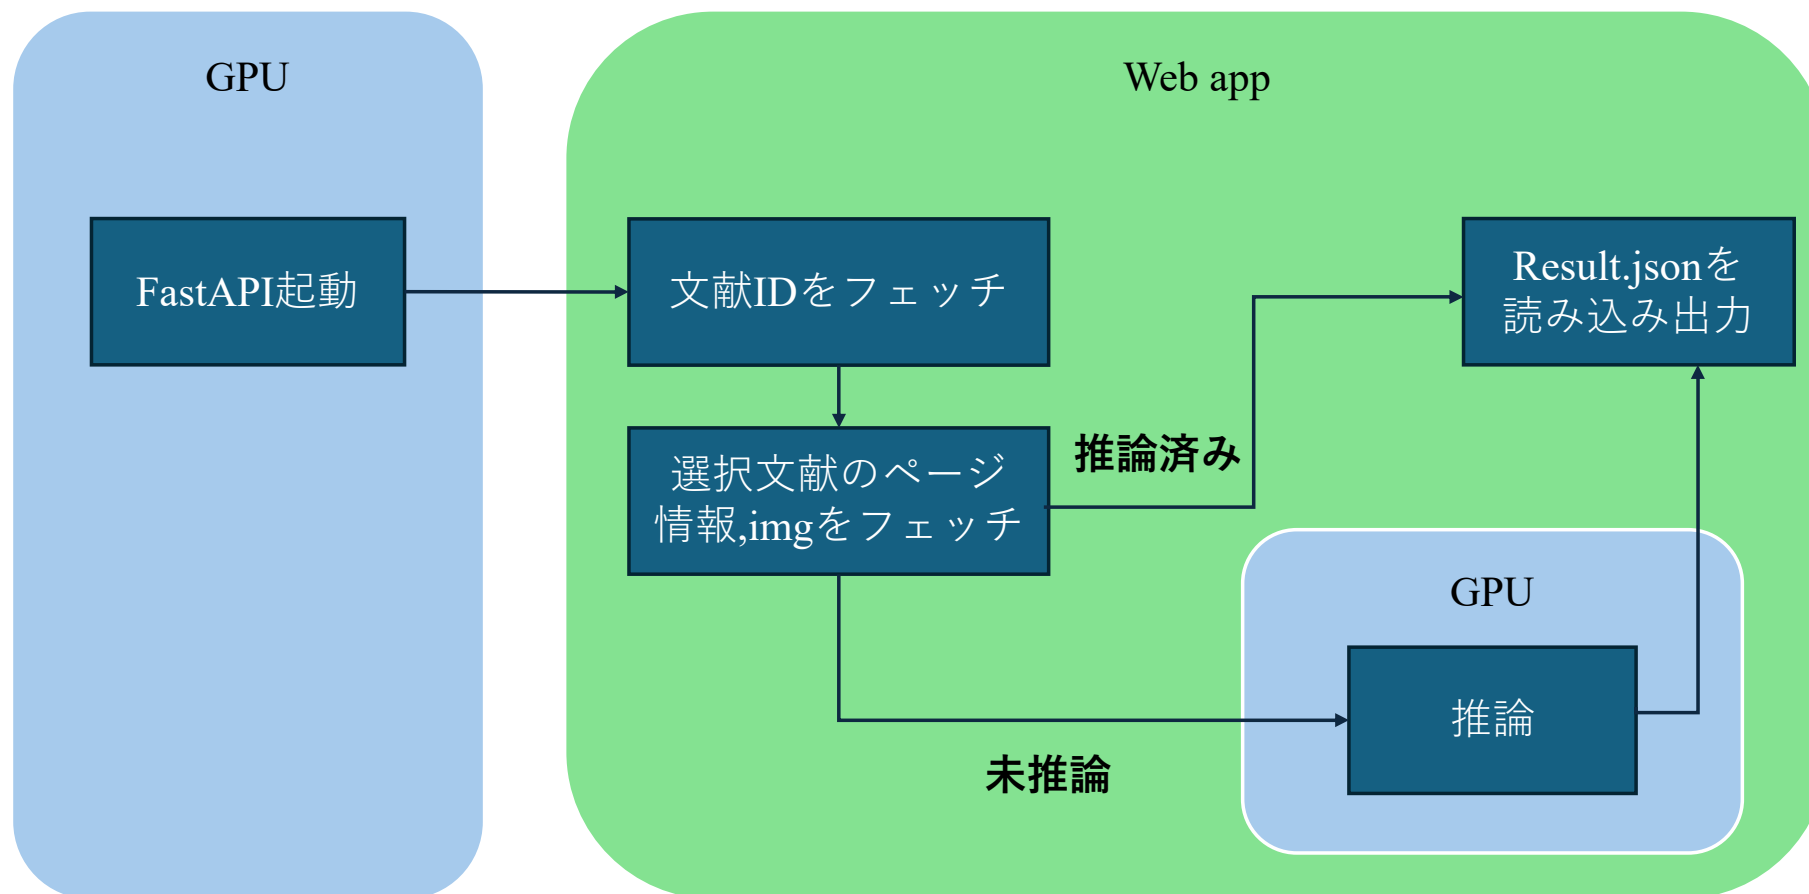 GPU
Web app
FastAPI起動
文献IDをフェッチ
Result.jsonを
読み込み出力
推論済み
選択文献のページ
情報,imgをフェッチ
GPU
推論
未推論